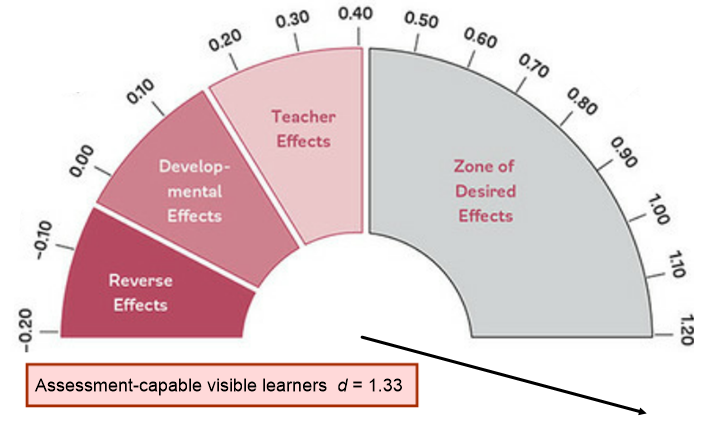 -0.20
-0.10
0.00
0.10
0.20
0.30
0.40
0.50
0.60
0.70
0.80
0.90
1.00
1.10
1.20
Reverse
Effects
Develop-
mental
Effects
Teacher
Effects
Zone of
Desired
Effects
Assessment-capable visible learners d = 1.33